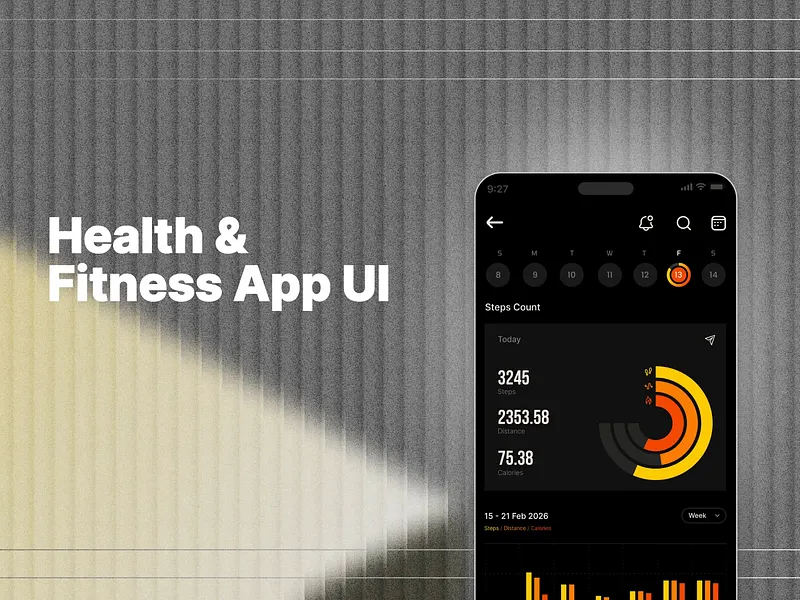 Health &
Fitness App UI
9:27
S M T W T F S
8 9 10 11 12 13 14
Steps Count
Today
3245
Steps
2353.58
Distance
75.38
Calories
15 - 21 Feb 2026
Week
Steps / Distance / Calories